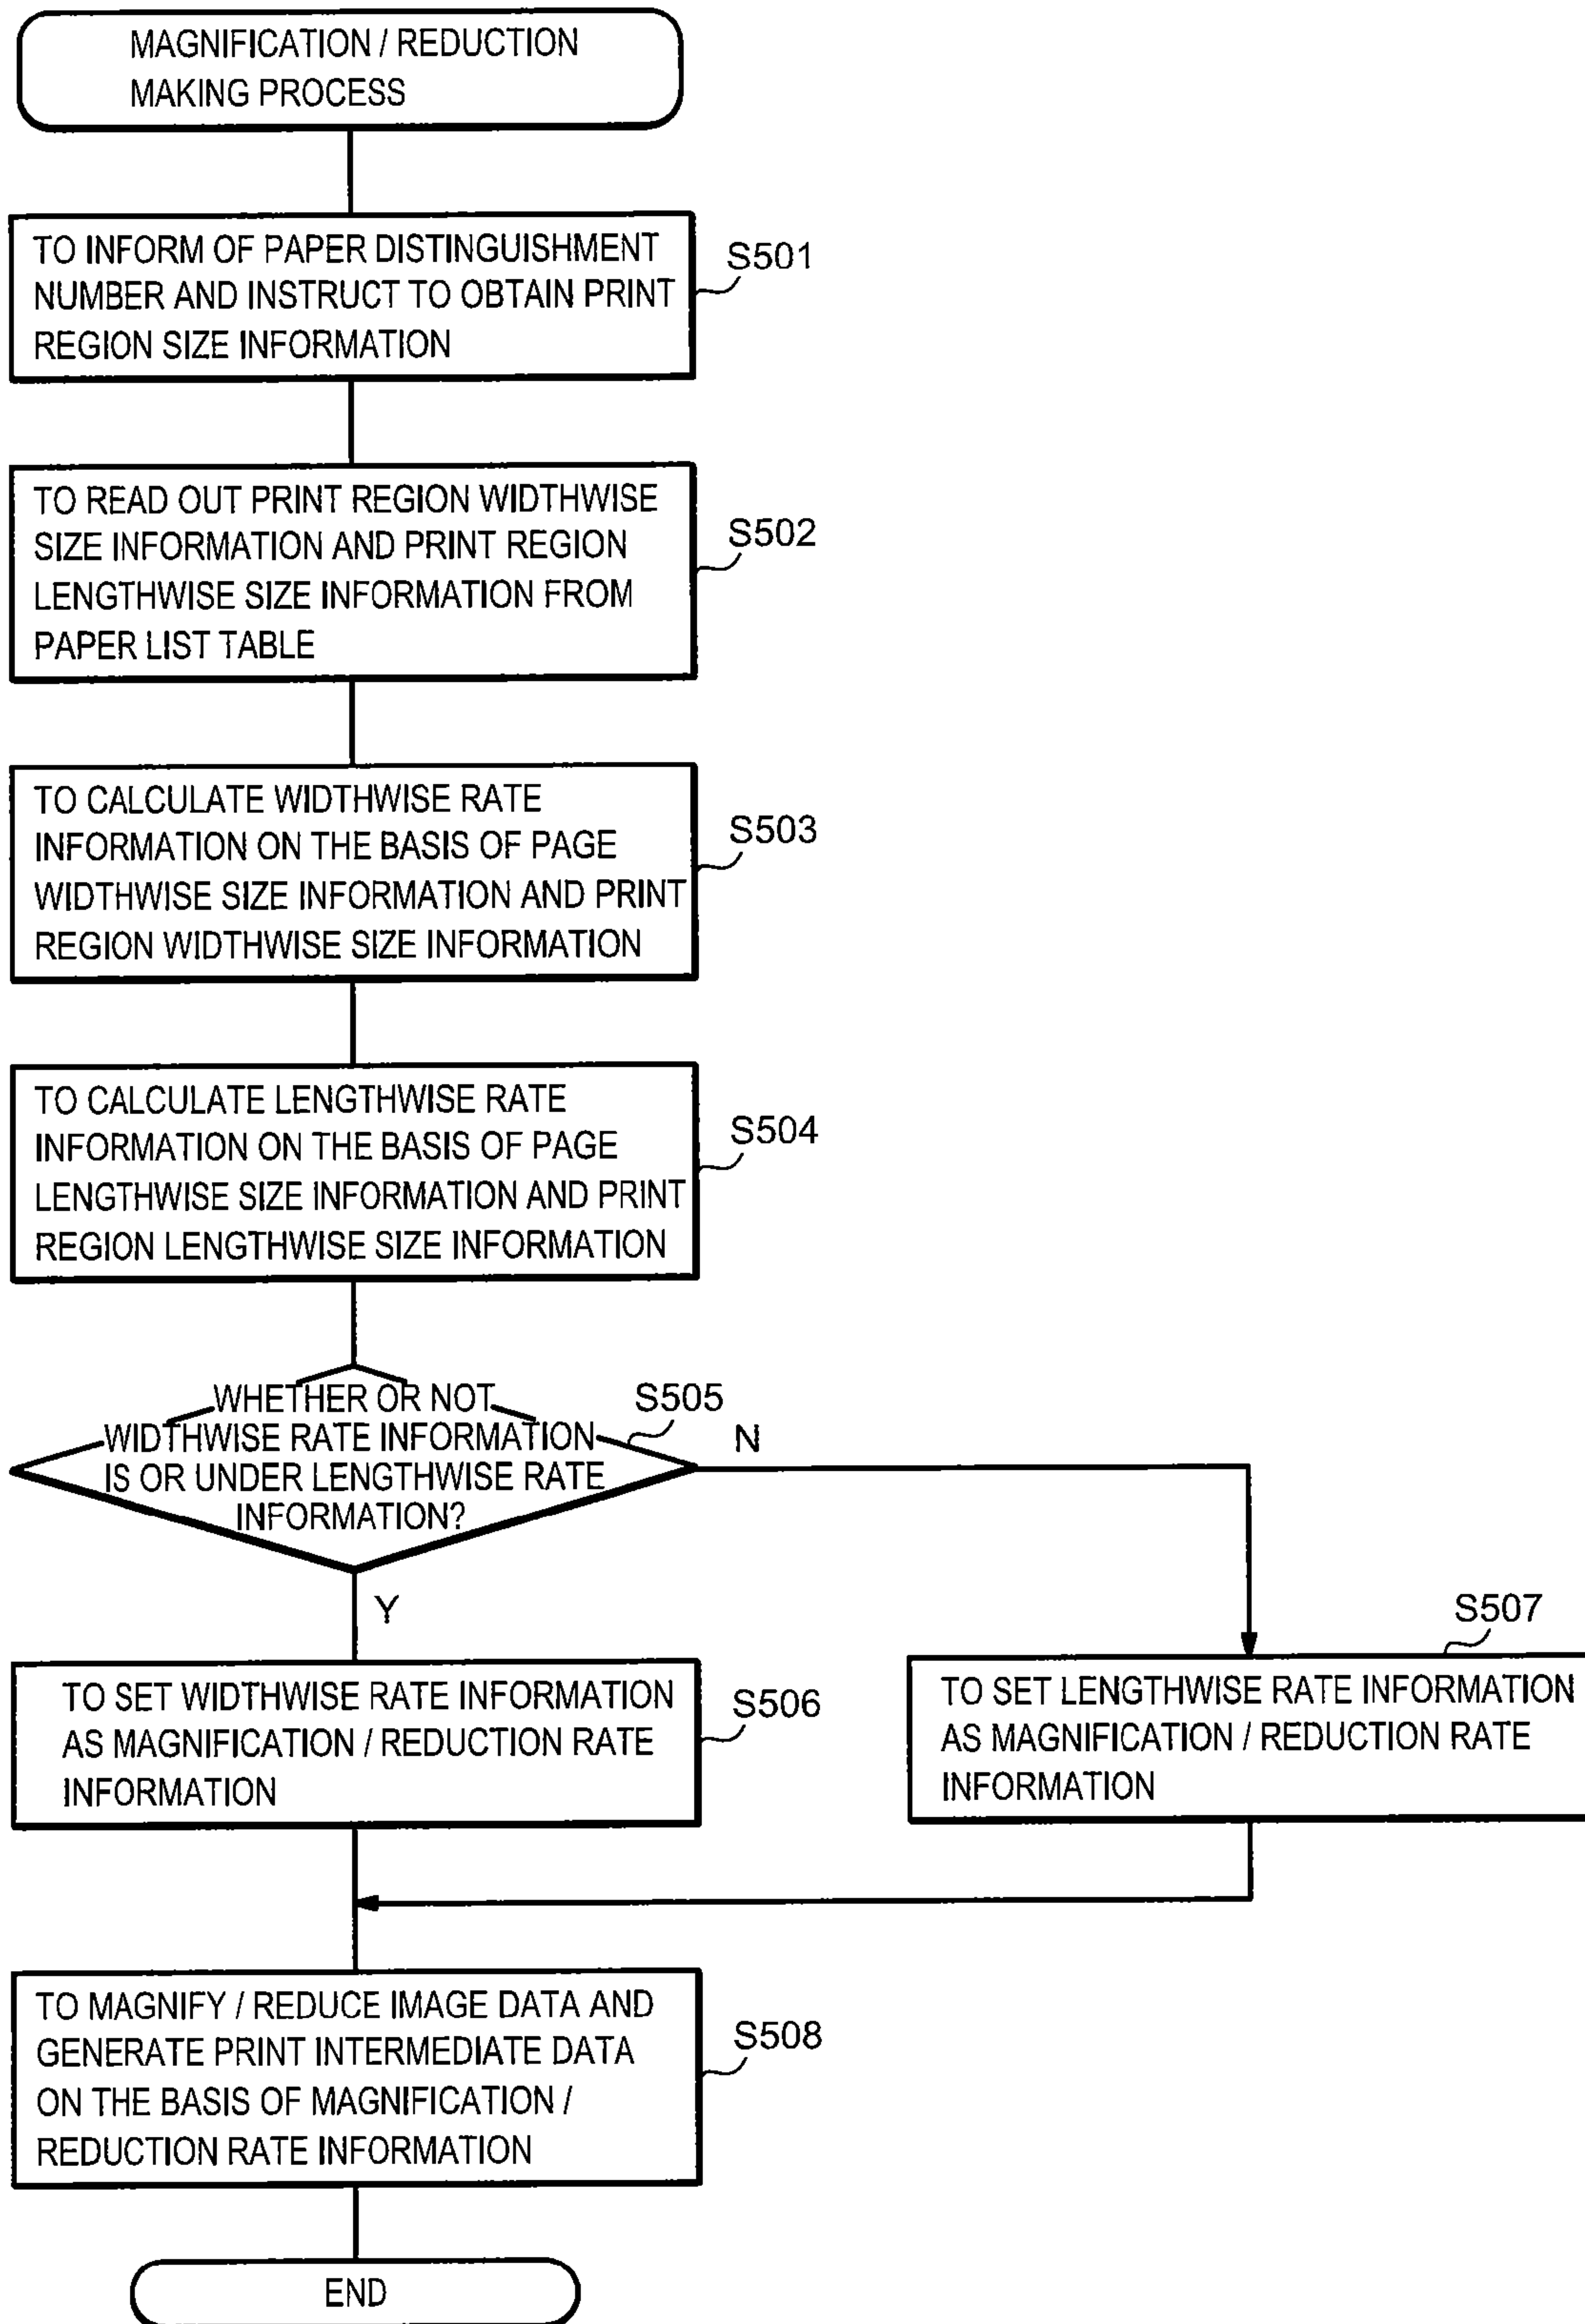 MAGNIFICATION / REDUCTION
MAKING PROCESS
TO INFORM OF PAPER DISTINGUISHMENT
NUMBER AND INSTRUCT TO OBTAIN PRINT
REGION SIZE INFORMATION
S501
TO READ OUT PRINT REGION WIDTHWISE
SIZE INFORMATION AND PRINT REGION
LENGTHWISE SIZE INFORMATION FROM
PAPER LIST TABLE
S502
TO CALCULATE WIDTHWISE RATE
INFORMATION ON THE BASIS OF PAGE
WIDTHWISE SIZE INFORMATION AND PRINT
REGION WIDTHWISE SIZE INFORMATION
S503
TO CALCULATE LENGTHWISE RATE
INFORMATION ON THE BASIS OF PAGE
LENGTHWISE SIZE INFORMATION AND PRINT
REGION LENGTHWISE SIZE INFORMATION
S504
WHETHER OR NOT
WIDTHWISE RATE INFORMATION
IS OR UNDER LENGTHWISE RATE
INFORMATION?
S505
N
Y
TO SET WIDTHWISE RATE INFORMATION
AS MAGNIFICATION / REDUCTION RATE
INFORMATION
S506
S507
TO SET LENGTHWISE RATE INFORMATION
AS MAGNIFICATION / REDUCTION RATE
INFORMATION
TO MAGNIFY / REDUCE IMAGE DATA AND
GENERATE PRINT INTERMEDIATE DATA
ON THE BASIS OF MAGNIFICATION /
REDUCTION RATE INFORMATION
S508
END